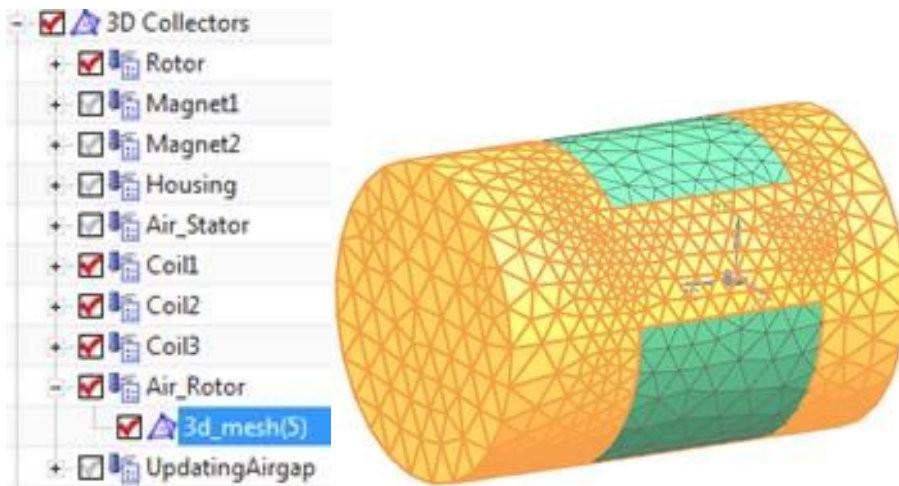 3D Collectors
Rotor
Magnet1
Magnet2
Housing
Air_Stator
Coil1
Coil2
Coil3
Air_Rotor
3d_mesh(5)
UpdatingAirgap